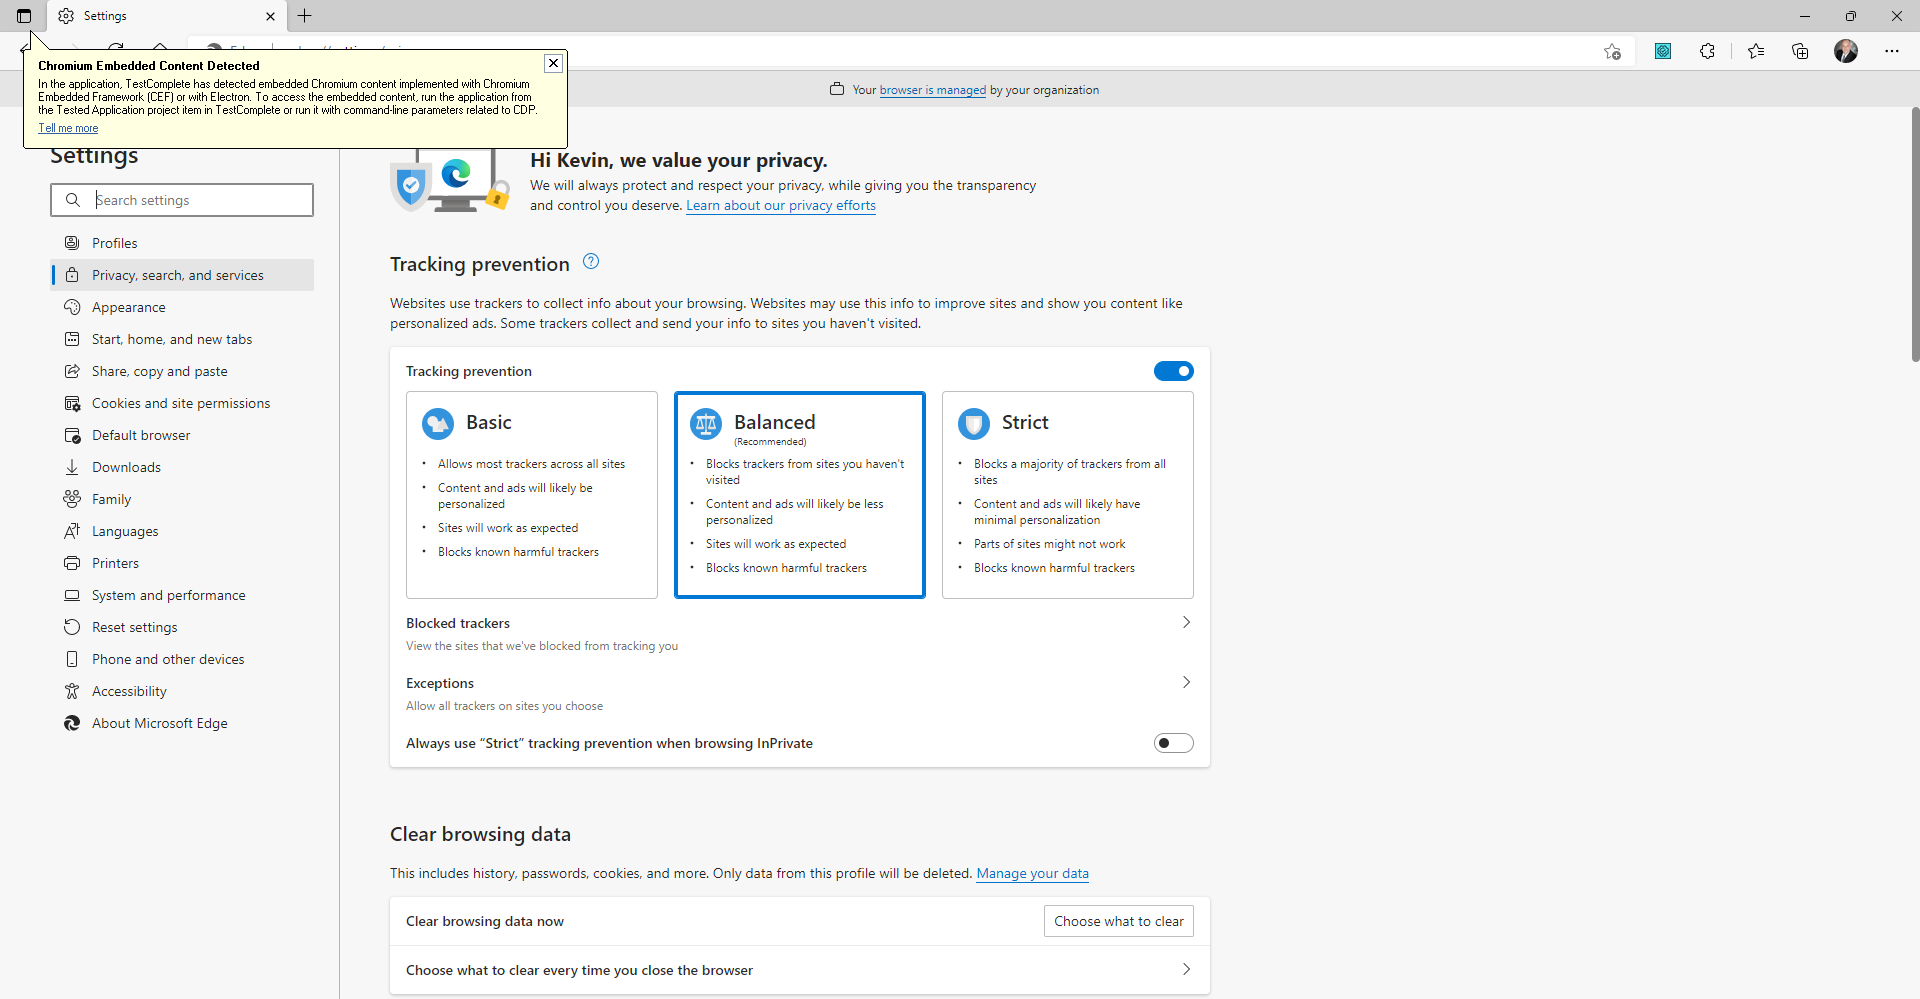 Settings
Chromium Embedded Content Detected
In the application, TestComplete has detected embedded Chromium content implemented with Chromium
Embedded Framework (CEF) or with Electron. To access the embedded content, run the application from
the Tested Application project item in TestComplete or run it with command-line parameters related to CDP.
Tell me more
Your browser is managed by your organization
Settings
Search settings
Profiles
Privacy, search, and services
Appearance
Start, home, and new tabs
Share, copy and paste
Cookies and site permissions
Default browser
Downloads
Family
Languages
Printers
System and performance
Reset settings
Phone and other devices
Accessibility
About Microsoft Edge
Hi Kevin, we value your privacy.
We will always protect and respect your privacy, while giving you the transparency
and control you deserve. Learn about our privacy efforts
Tracking prevention
Websites use trackers to collect info about your browsing. Websites may use this info to improve sites and show you content like
personalized ads. Some trackers collect and send your info to sites you haven't visited.
Tracking prevention
Basic
• Allows most trackers across all sites
• Content and ads will likely be
personalized
• Sites will work as expected
• Blocks known harmful trackers
Balanced
(Recommended)
• Blocks trackers from sites you haven't
visited
• Content and ads will likely be less
personalized
• Sites will work as expected
• Blocks known harmful trackers
Strict
• Blocks a majority of trackers from all
sites
• Content and ads will likely have
minimal personalization
• Parts of sites might not work
• Blocks known harmful trackers
Blocked trackers
View the sites that we've blocked from tracking you
Exceptions
Allow all trackers on sites you choose
Always use “Strict” tracking prevention when browsing InPrivate
Clear browsing data
This includes history, passwords, cookies, and more. Only data from this profile will be deleted. Manage your data
Clear browsing data now
Choose what to clear
Choose what to clear every time you close the browser